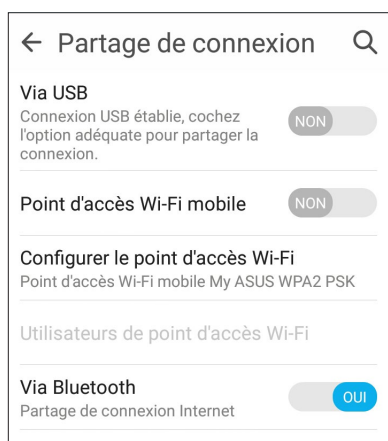 Partage de connexion
Via USB
Connexion USB établie, cochez
l'option adéquate pour partager la
connexion.
NON
Point d'accès Wi-Fi mobile
NON
Configurer le point d'accès Wi-Fi
Point d'accès Wi-Fi mobile My ASUS WPA2 PSK
Utilisateurs de point d'accès Wi-Fi
Via Bluetooth
Partage de connexion Internet
OUI